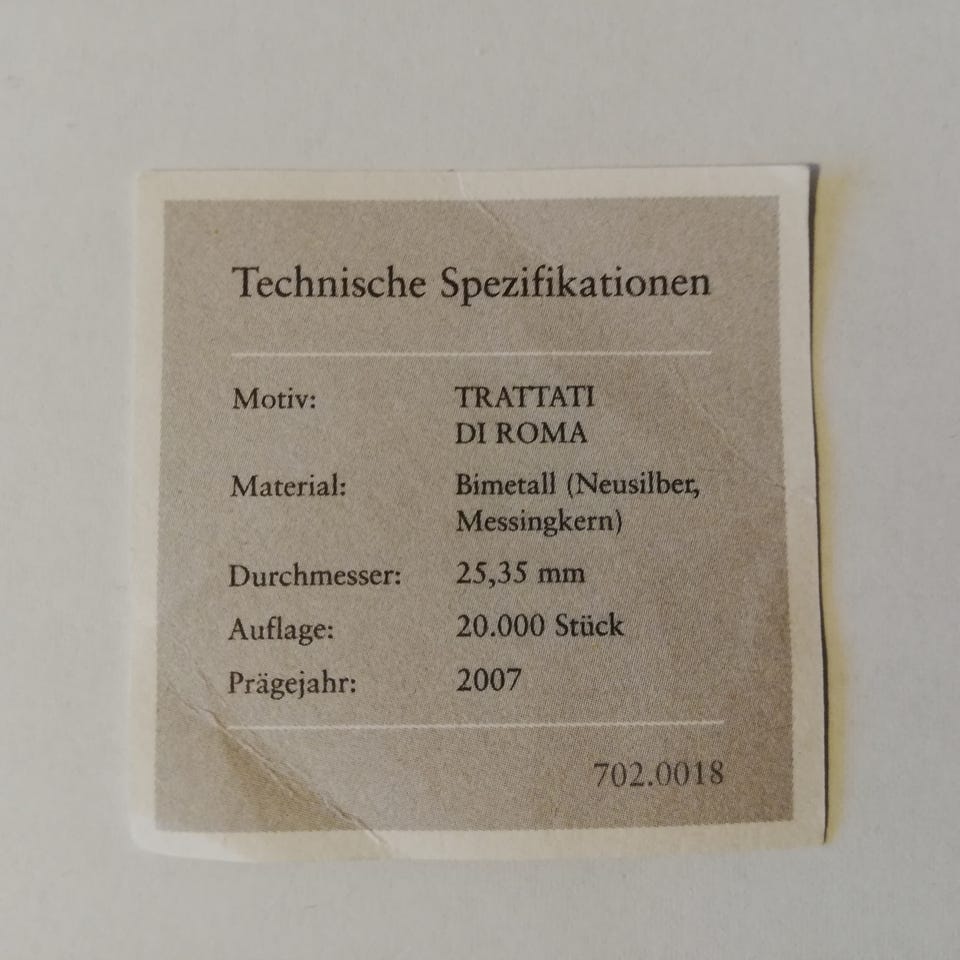 Technische Spezifikationen
Motiv: TRATTATI
DI ROMA
Material: Bimetall (Neusilber,
Messingkern)
Durchmesser: 25,35 mm
Auflage: 20.000 Stück
Prägejahr: 2007
702.0018